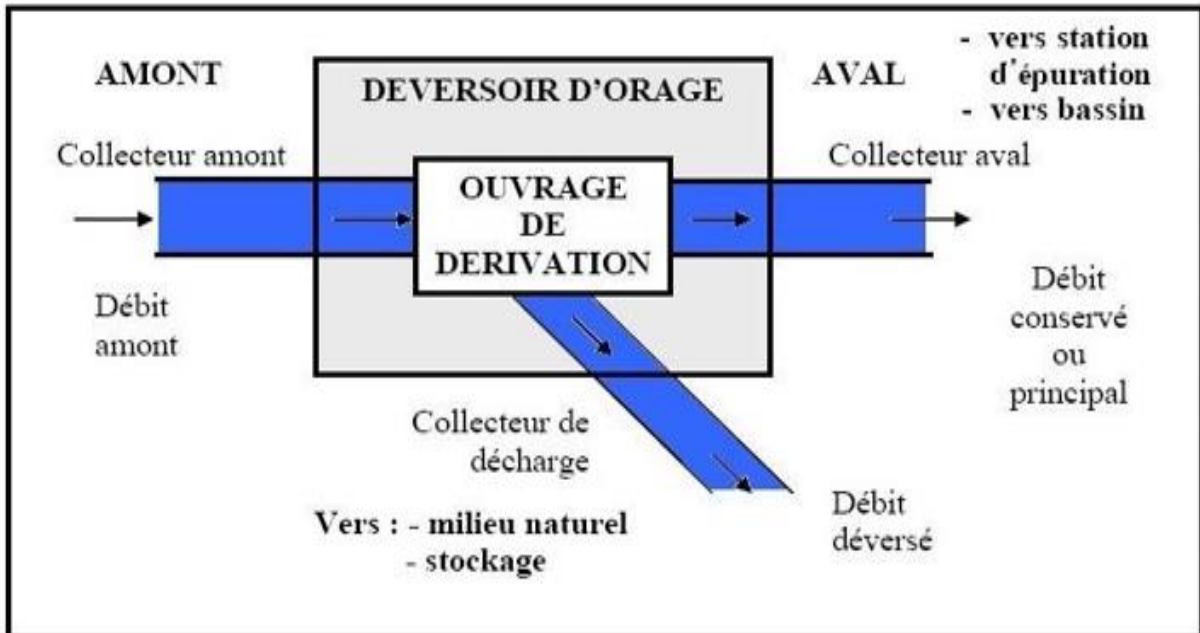 AMONT
DEVERSOIR D'ORAGE
AVAL
- vers station
d'épuration
- vers bassin
Collecteur amont
Collecteur aval
OUVRAGE
DE
DERIVATION
Débit
amont
Débit
conservé
ou
principal
Collecteur de
décharge
Vers : - milieu naturel
- stockage
Débit
déversé